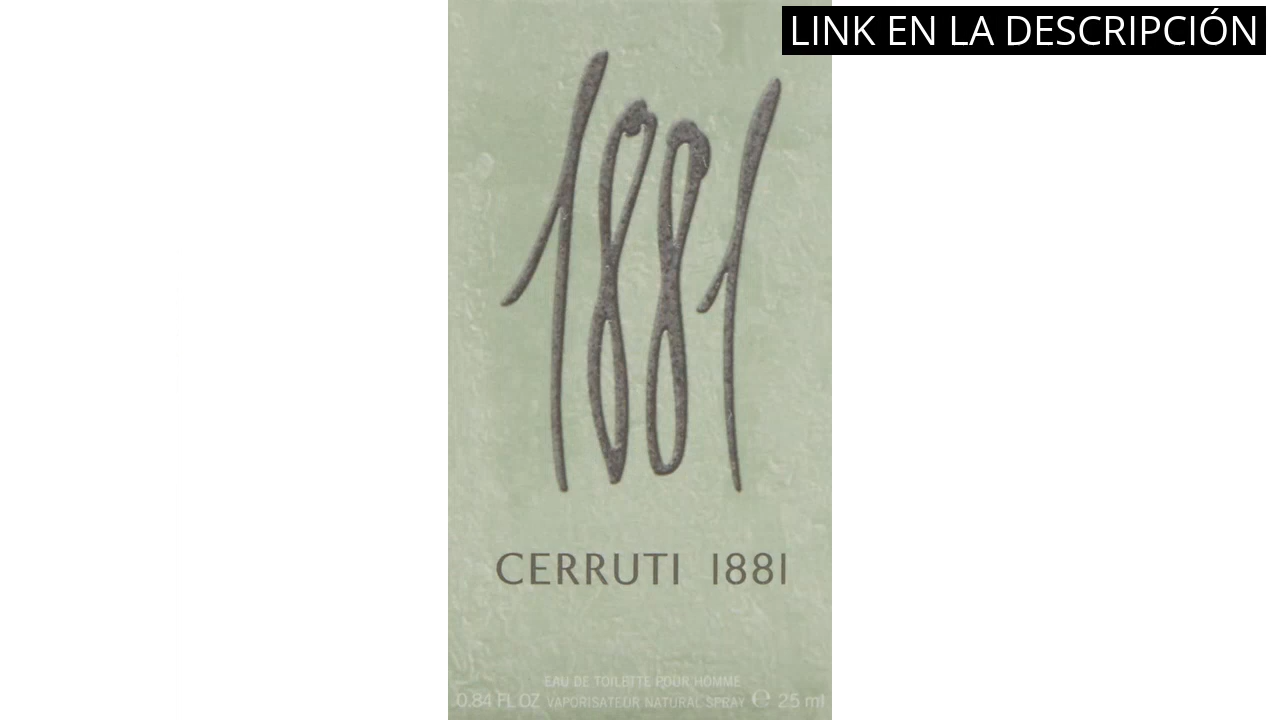 LINK EN LA DESCRIPCIÓN
1881
CERRUTI 1881
EAU DE TOILETTE POUR HOMME
0.84 FL OZ VAPORISATEUR NATURAL SPRAY ℮ 25 ml